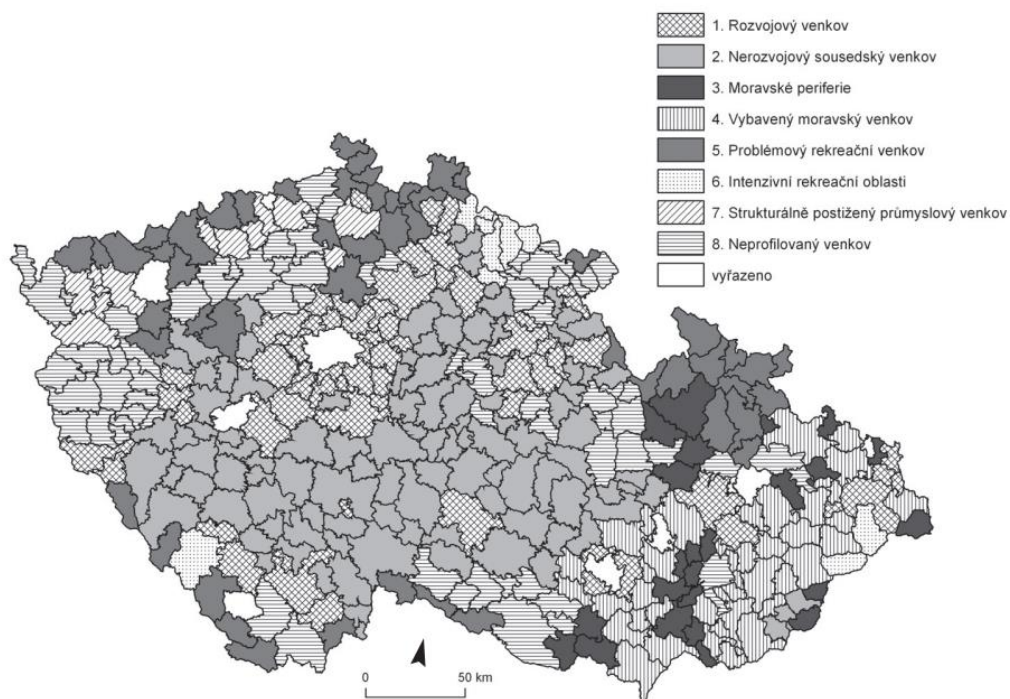 1. Rozvojový venkov
2. Nerozvojový sousedský venkov
3. Moravské periferie
4. Vybavený moravský venkov
5. Problémový rekreační venkov
6. Intenzivní rekreační oblasti
7. Strukturálně postižený průmyslový venkov
8. Neprofilovaný venkov
vyřazeno
0 50 km